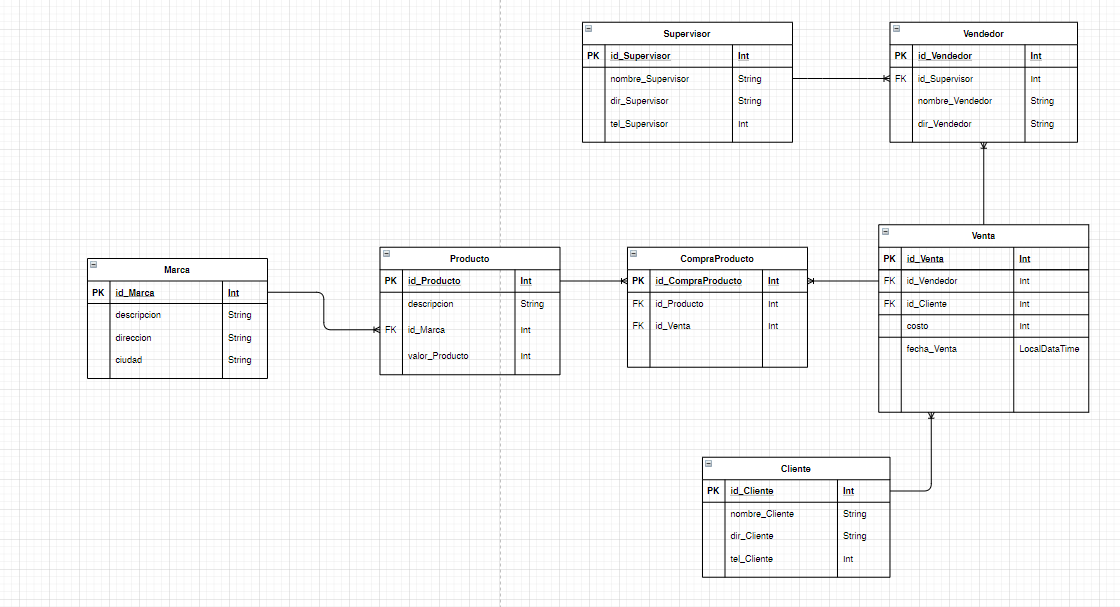 Supervisor
PK id_Supervisor Int
nombre_Supervisor String
dir_Supervisor String
tel_Supervisor Int
Vendedor
PK id_Vendedor Int
FK id_Supervisor Int
nombre_Vendedor String
dir_Vendedor String
Marca
PK id_Marca Int
descripcion String
direccion String
ciudad String
Producto
PK id_Producto Int
descripcion String
FK id_Marca Int
valor_Producto Int
CompraProducto
PK id_CompraProducto Int
FK id_Producto Int
FK id_Venta Int
Venta
PK id_Venta Int
FK id_Vendedor Int
FK id_Cliente Int
costo Int
fecha_Venta LocalDataTime
Cliente
PK id_Cliente Int
nombre_Cliente String
dir_Cliente String
tel_Cliente Int